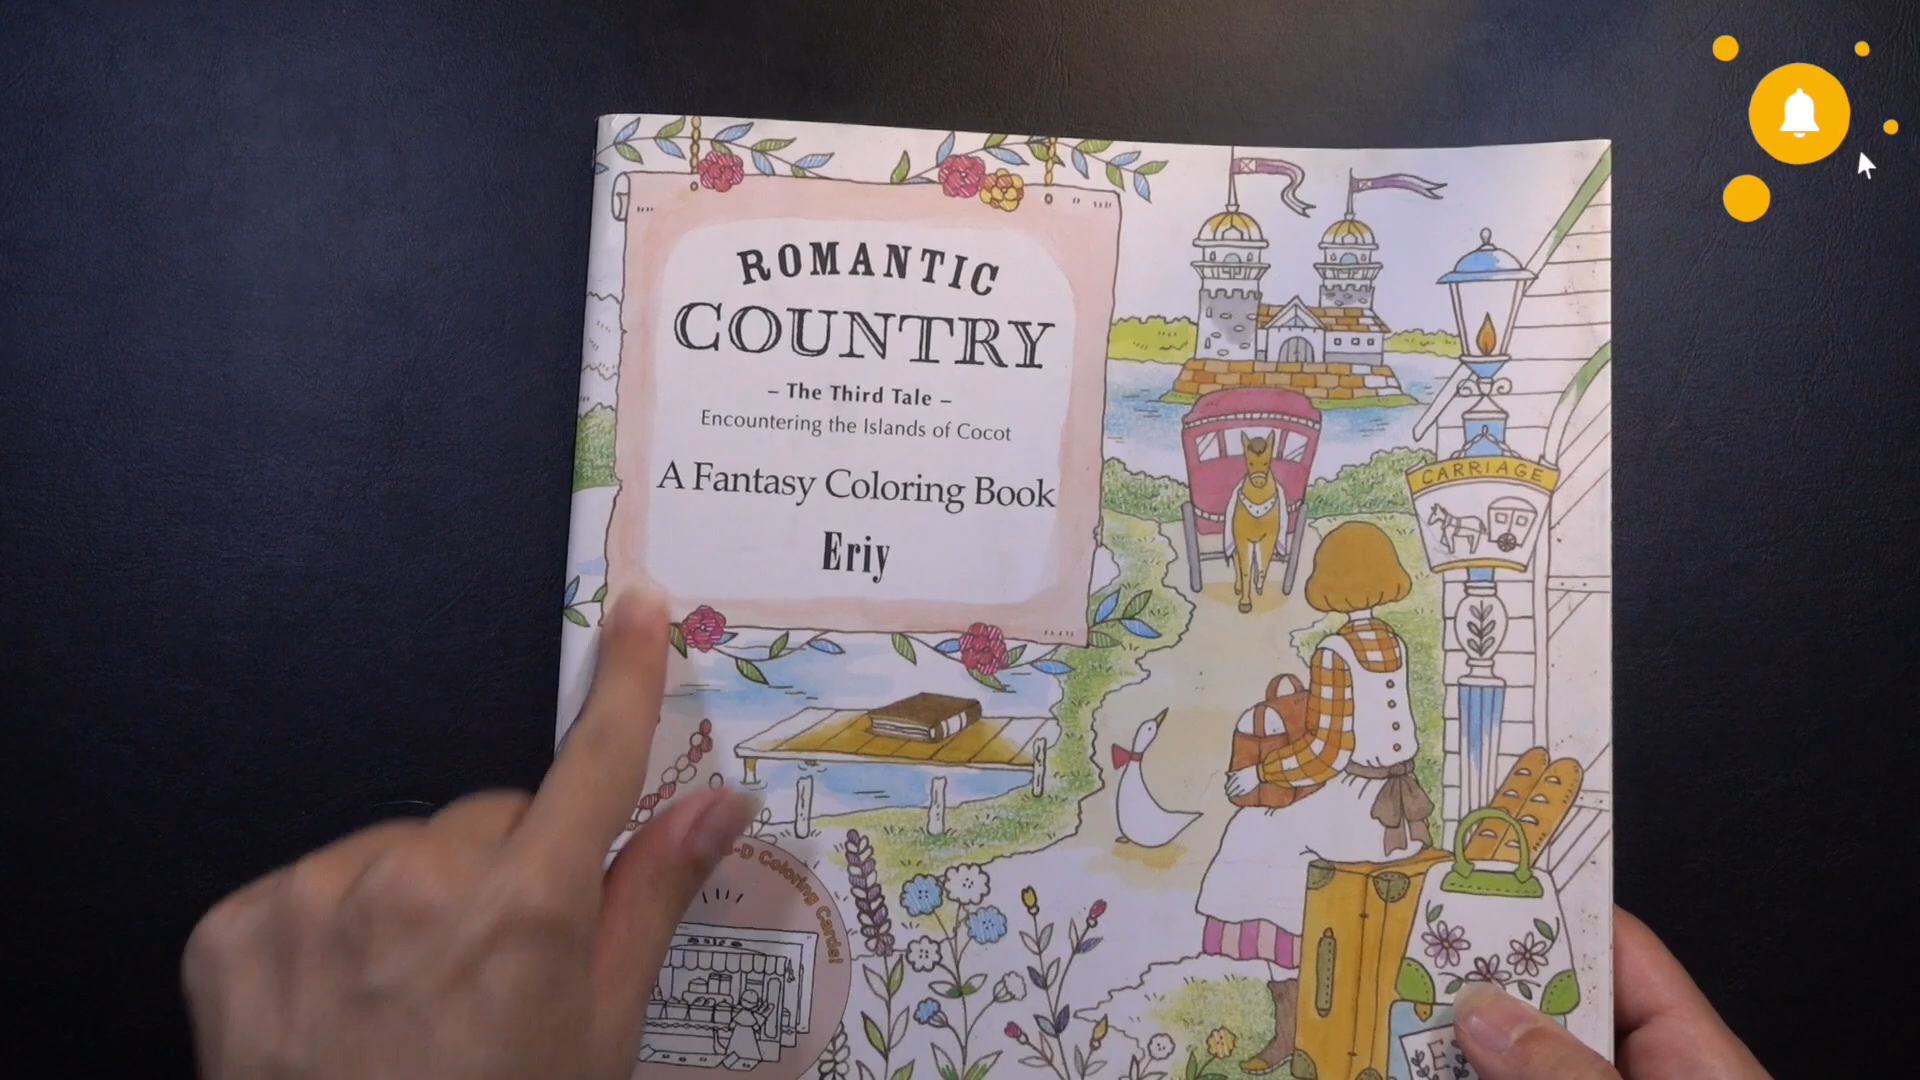 ROMANTIC
COUNTRY
– The Third Tale –
Encountering the Islands of Cocot
A Fantasy Coloring Book
Eriy
CARRIAGE
-D Coloring Cards!